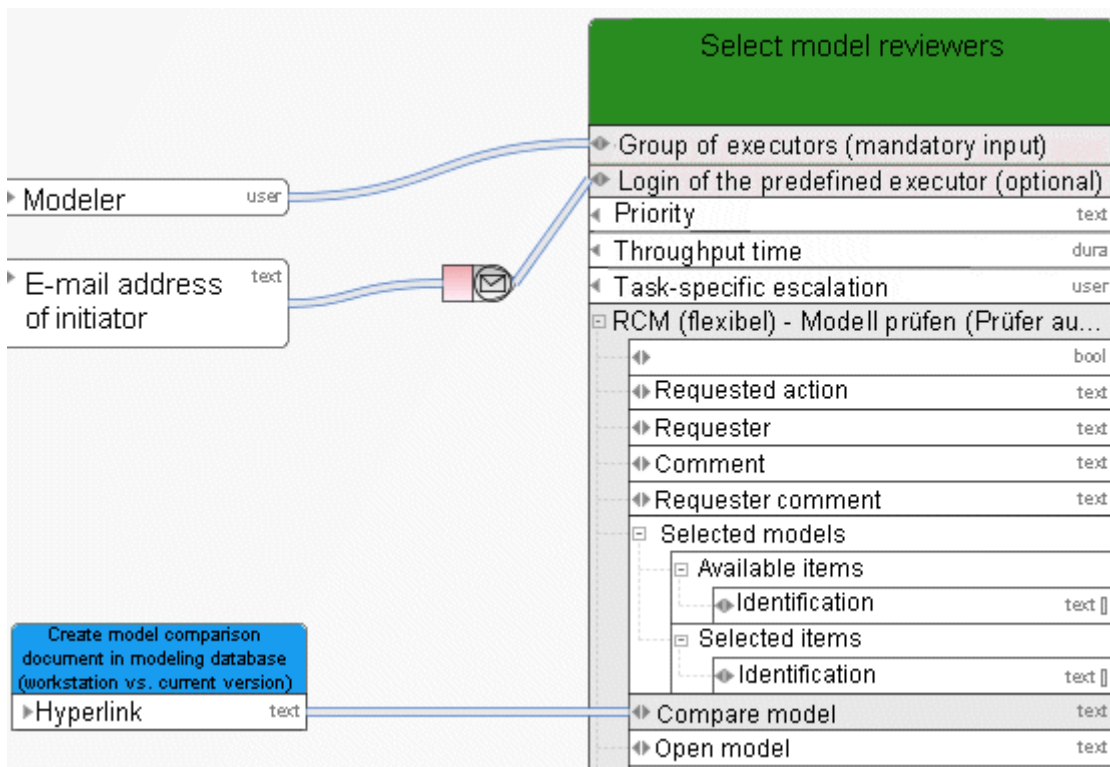 Select model reviewers
Group of executors (mandatory input)
Modeler user
Login of the predefined executor (optional)
Priority text
Throughput time dura
E-mail address text
of initiator
Task-specific escalation user
RCM (flexibel) - Modell prüfen (Prüfer au...
bool
Requested action text
Requester text
Comment text
Requester comment text
Selected models
Available items
Identification text []
Selected items
Identification text []
Create model comparison
document in modeling database
(workstation vs. current version)
Hyperlink text
Compare model text
Open model text